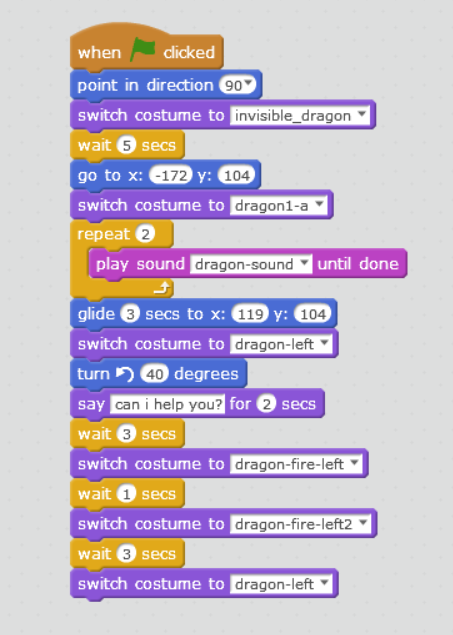 when clicked
point in direction 90
switch costume to invisible_dragon
wait 5 secs
go to x: -172 y: 104
switch costume to dragon1-a
repeat 2
play sound dragon-sound until done
glide 3 secs to x: 119 y: 104
switch costume to dragon-left
turn 40 degrees
say can i help you? for 2 secs
wait 3 secs
switch costume to dragon-fire-left
wait 1 secs
switch costume to dragon-fire-left2
wait 3 secs
switch costume to dragon-left